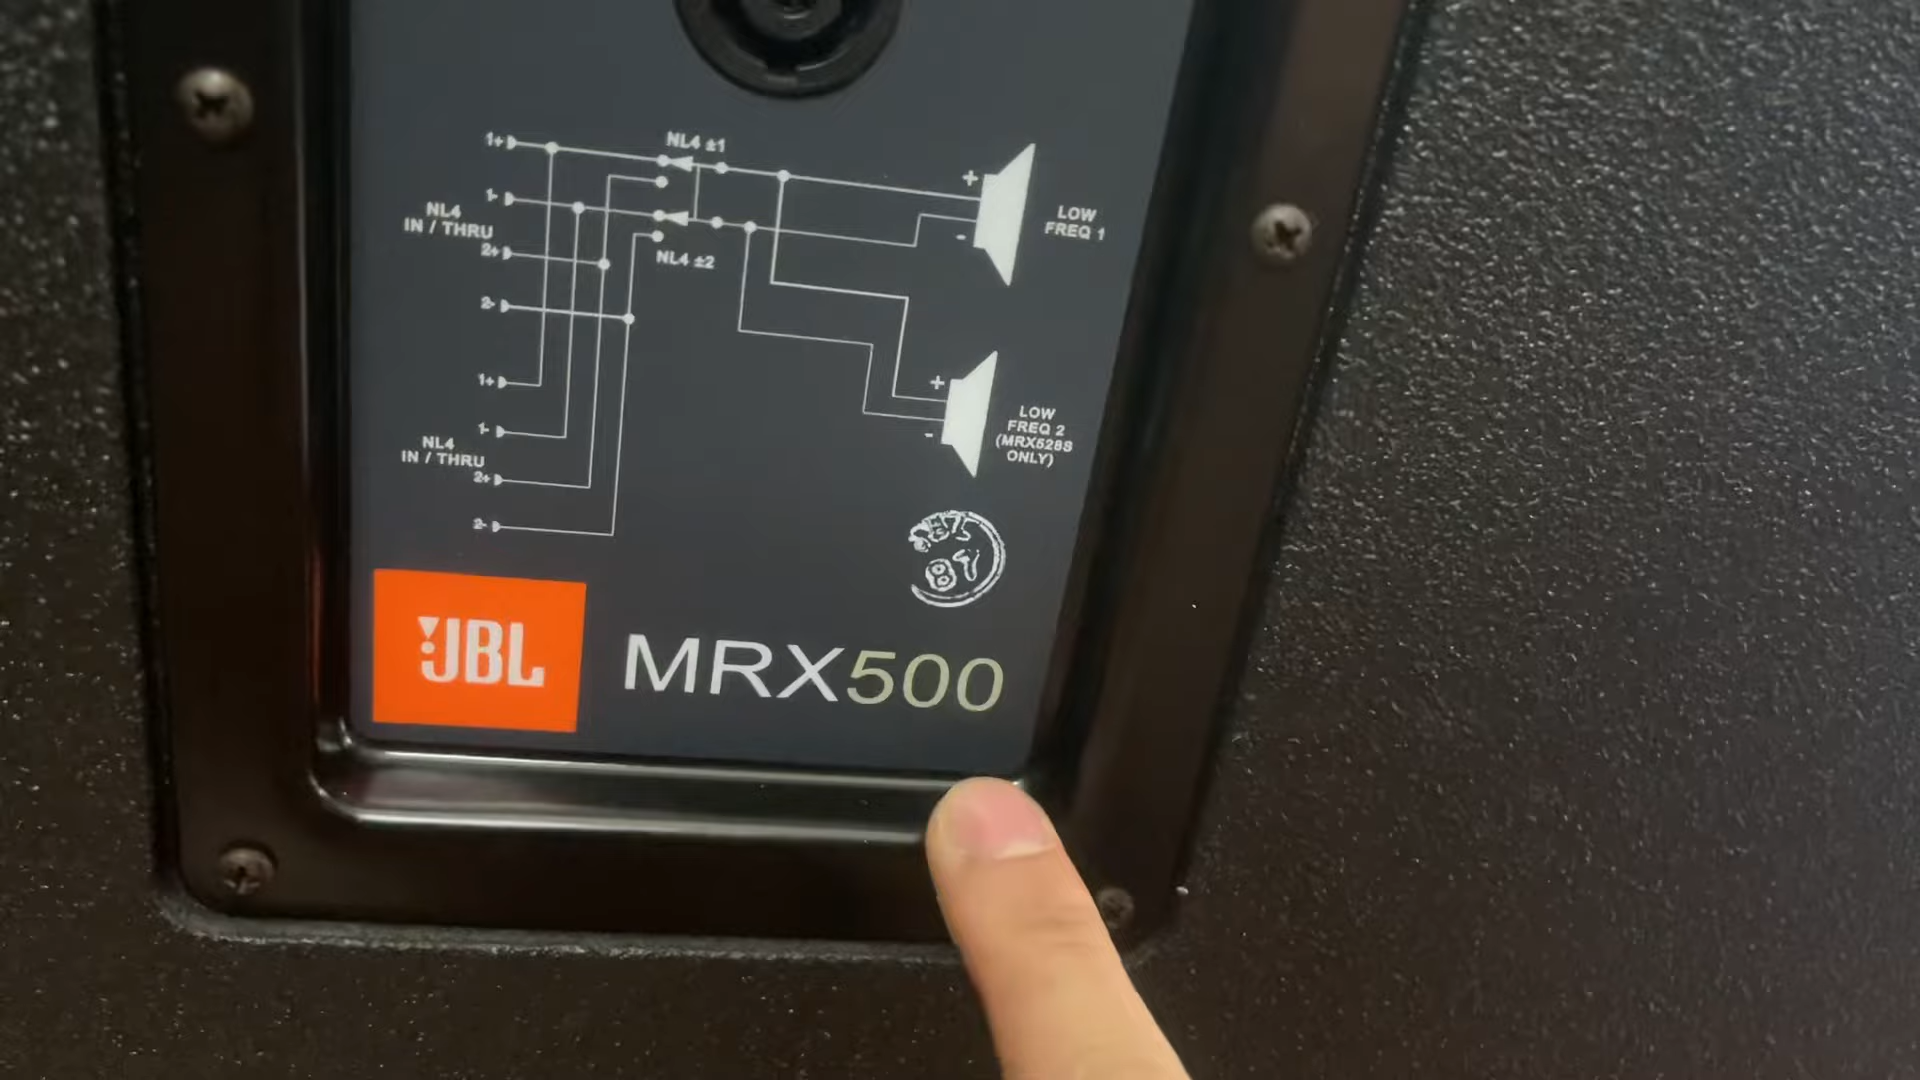 1+
NL4 ±1
+
1-
NL4
IN / THRU
LOW
FREQ 1
-
2+
NL4 ±2
2-
1+
+
1-
LOW
FREQ 2
(MRX528S
ONLY)
-
NL4
IN / THRU
2+
2-
JBL
MRX500